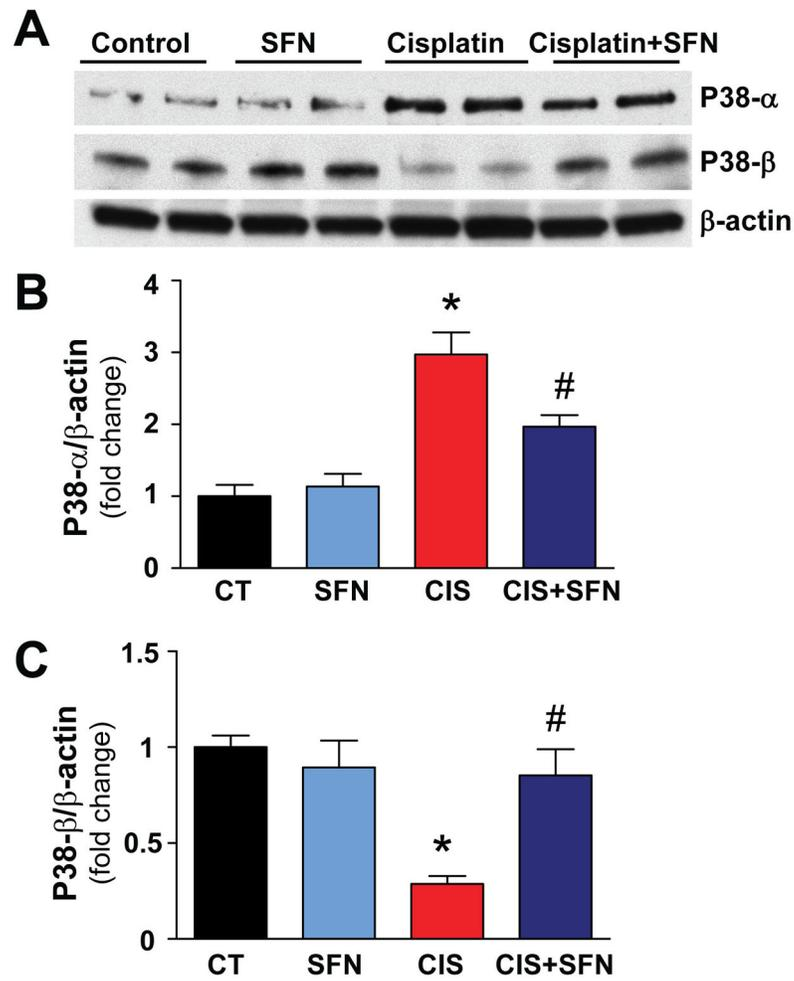 A
Control SFN Cisplatin Cisplatin+SFN
P38-α
P38-β
β-actin
B
P38-α/β-actin
(fold change)
4
3
2
1
0
*
#
CT SFN CIS CIS+SFN
C
P38-β/β-actin
(fold change)
1.5
1
0.5
0
*
#
CT SFN CIS CIS+SFN